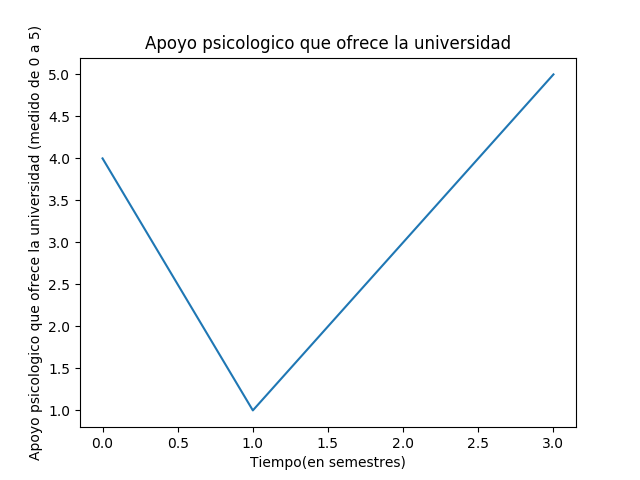 Apoyo psicologico que ofrece la universidad
Apoyo psicologico que ofrece la universidad (medido de 0 a 5)
5.0
4.5
4.0
3.5
3.0
2.5
2.0
1.5
1.0
0.0 0.5 1.0 1.5 2.0 2.5 3.0
Tiempo(en semestres)